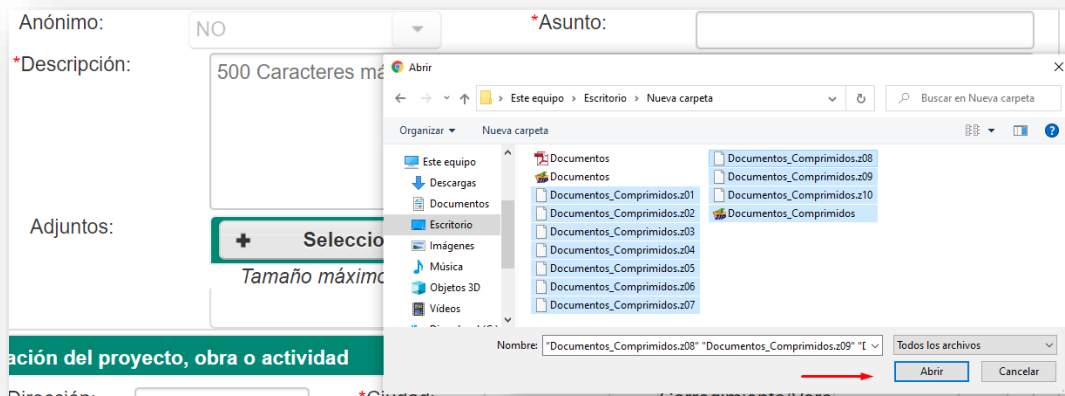 Anónimo:
NO
*Asunto:
*Descripción:
500 Caracteres má
Adjuntos:
+ Seleccio
Tamaño máximo
ación del proyecto, obra o actividad
Abrir
Este equipo > Escritorio > Nueva carpeta
Buscar en Nueva carpeta
Organizar
Nueva carpeta
Este equipo
Descargas
Documentos
Escritorio
Imágenes
Música
Objetos 3D
Vídeos
Documentos
Documentos
Documentos_Comprimidos.z01
Documentos_Comprimidos.z02
Documentos_Comprimidos.z03
Documentos_Comprimidos.z04
Documentos_Comprimidos.z05
Documentos_Comprimidos.z06
Documentos_Comprimidos.z07
Documentos_Comprimidos.z08
Documentos_Comprimidos.z09
Documentos_Comprimidos.z10
Documentos_Comprimidos
Nombre: "Documentos_Comprimidos.z08" "Documentos_Comprimidos.z09" "D
Todos los archivos
Abrir
Cancelar
Dirección:
*Ciudad: